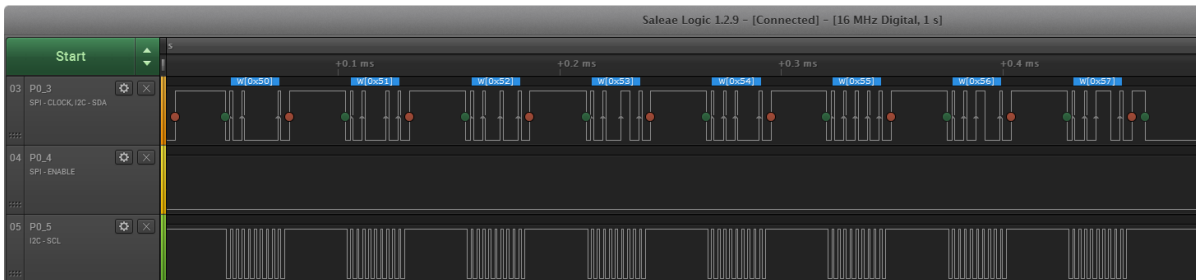 Saleae Logic 1.2.9 - [Connected] - [16 MHz Digital, 1 s]
Start
s
+0.1 ms +0.2 ms +0.3 ms +0.4 ms
03 P0_3
SPI - CLOCK, I2C - SDA
W[0x50] W[0x51] W[0x52] W[0x53] W[0x54] W[0x55] W[0x56] W[0x57]
04 P0_4
SPI - ENABLE
05 P0_5
I2C - SCL